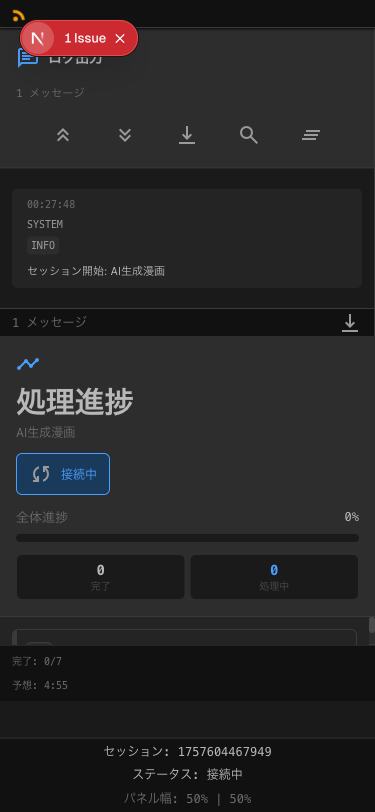 N 1 Issue
ログ出力
1 メッセージ
00:27:48
SYSTEM
INFO
セッション開始: AI生成漫画
1 メッセージ
処理進捗
AI生成漫画
接続中
全体進捗 0%
0 0
完了 処理中
完了: 0/7
予想: 4:55
セッション: 1757604467949
ステータス: 接続中
パネル幅: 50% | 50%